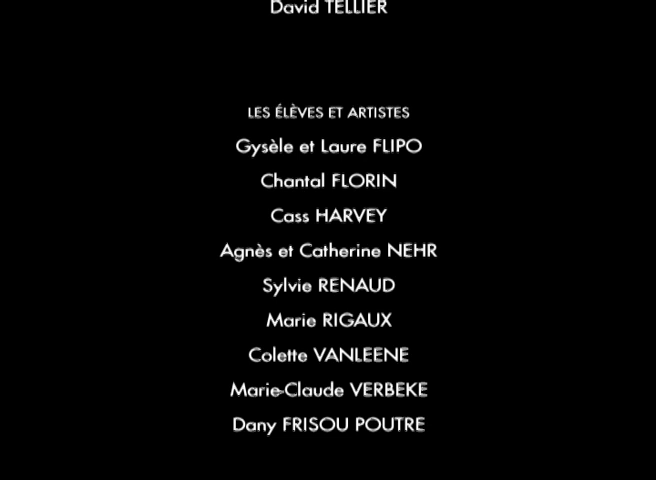 David TELLIER
LES ÉLÈVES ET ARTISTES
Gysèle et Laure FLIPO
Chantal FLORIN
Cass HARVEY
Agnès et Catherine NEHR
Sylvie RENAUD
Marie RIGAUX
Colette VANLEENE
Marie-Claude VERBEKE
Dany FRISOU POUTRE